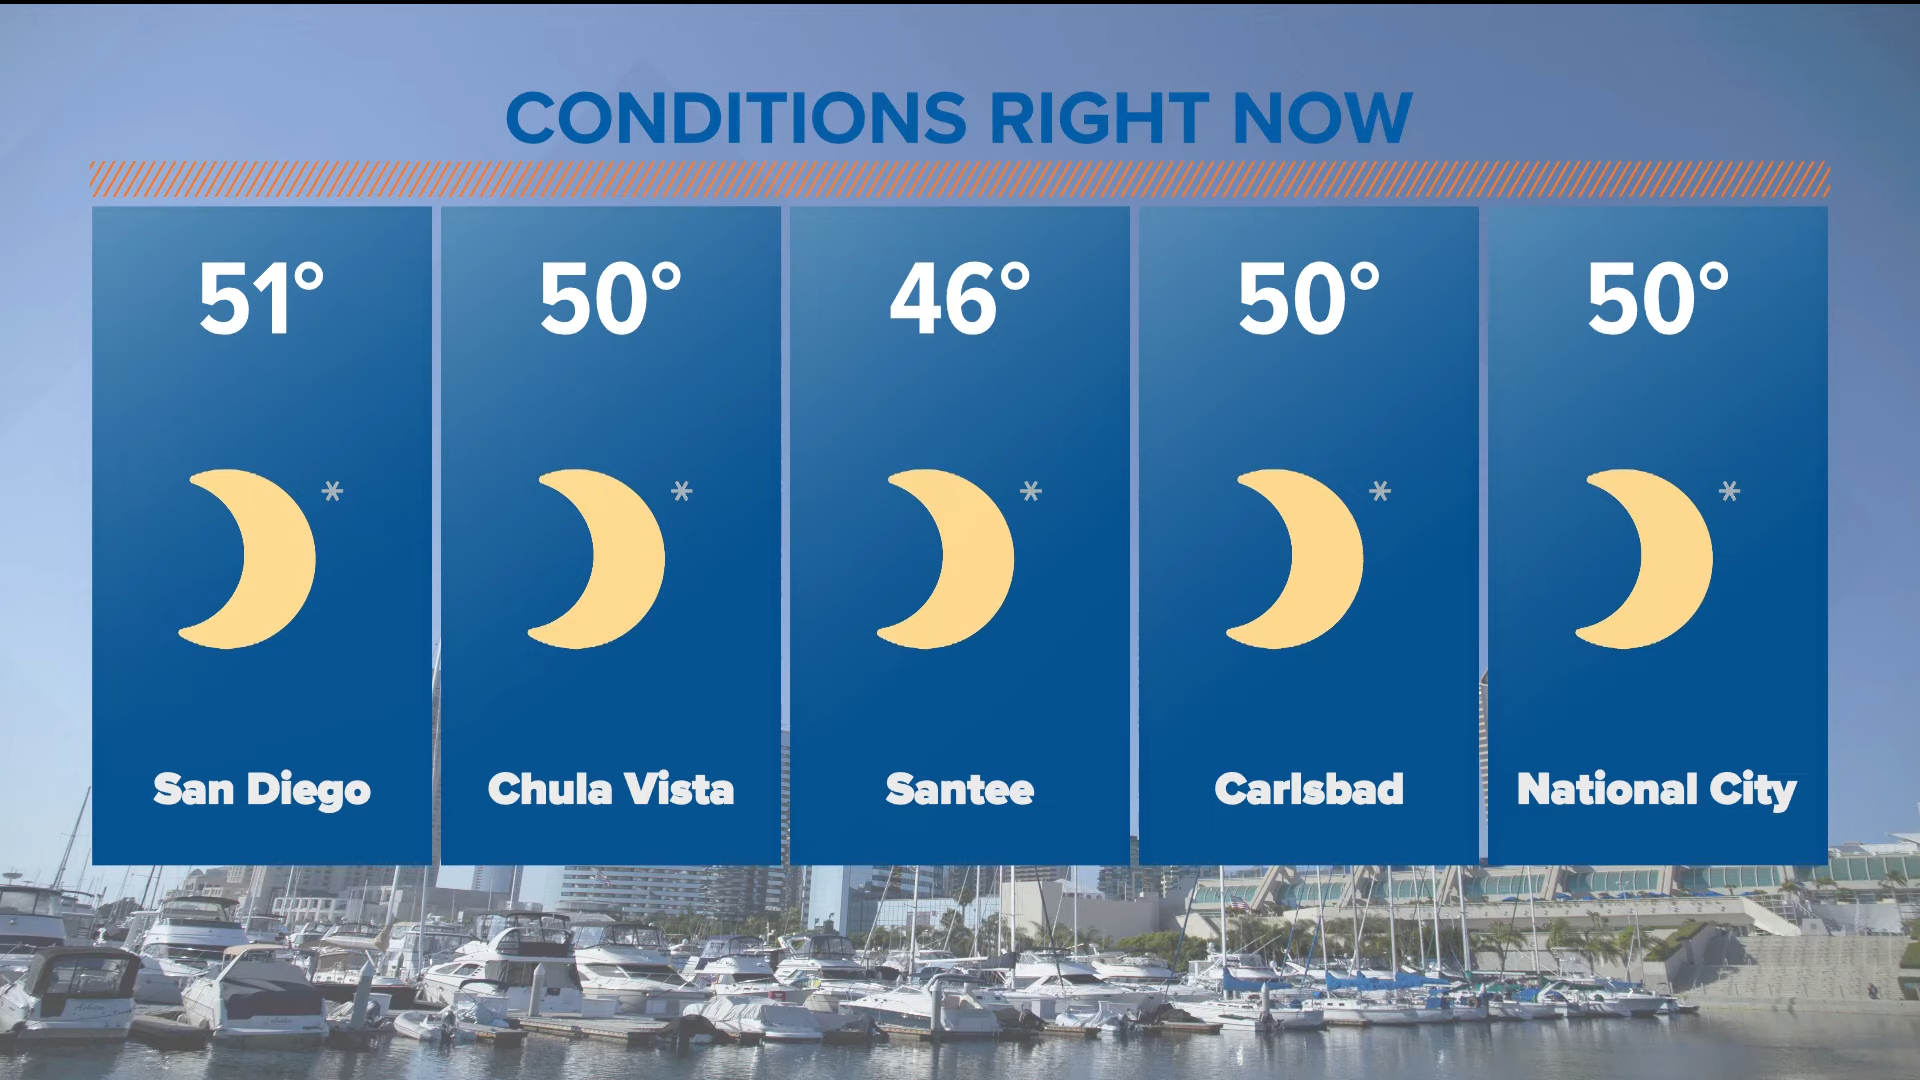 CONDITIONS RIGHT NOW
51° 50° 46° 50° 50°
San Diego Chula Vista Santee Carlsbad National City